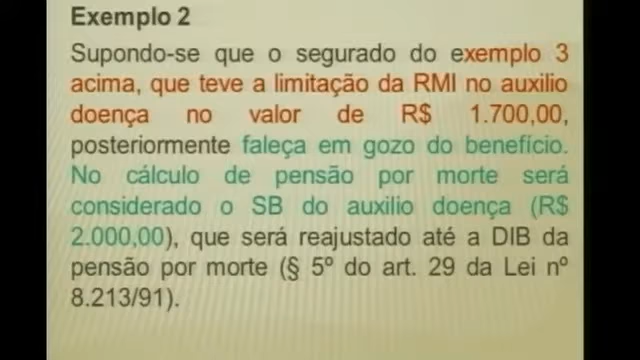 Exemplo 2
Supondo-se que o segurado do exemplo 3
acima, que teve a limitação da RMI no auxilio
doença no valor de R$ 1.700,00,
posteriormente faleça em gozo do benefício.
No cálculo de pensão por morte será
considerado o SB do auxilio doença (R$
2.000,00), que será reajustado até a DIB da
pensão por morte (§ 5º do art. 29 da Lei nº
8.213/91).